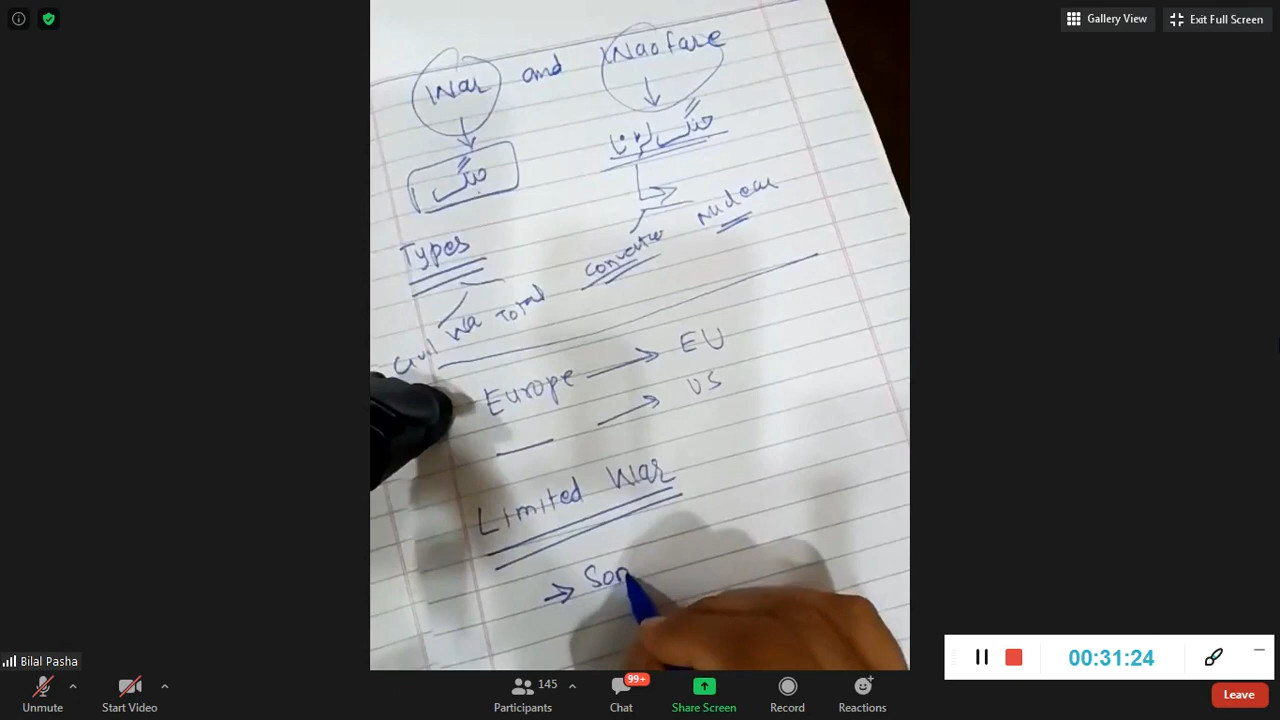 Gallery View
Exit Full Screen
War and Warfare
جنگ
جنگ لڑنا
Types
Civil War Total
Nuclear
Europe → EU
→ US
Limited War
→ Som
Bilal Pasha
00:31:24
Unmute
Start Video
145
Participants
99+
Chat
Share Screen
Record
Reactions
Leave